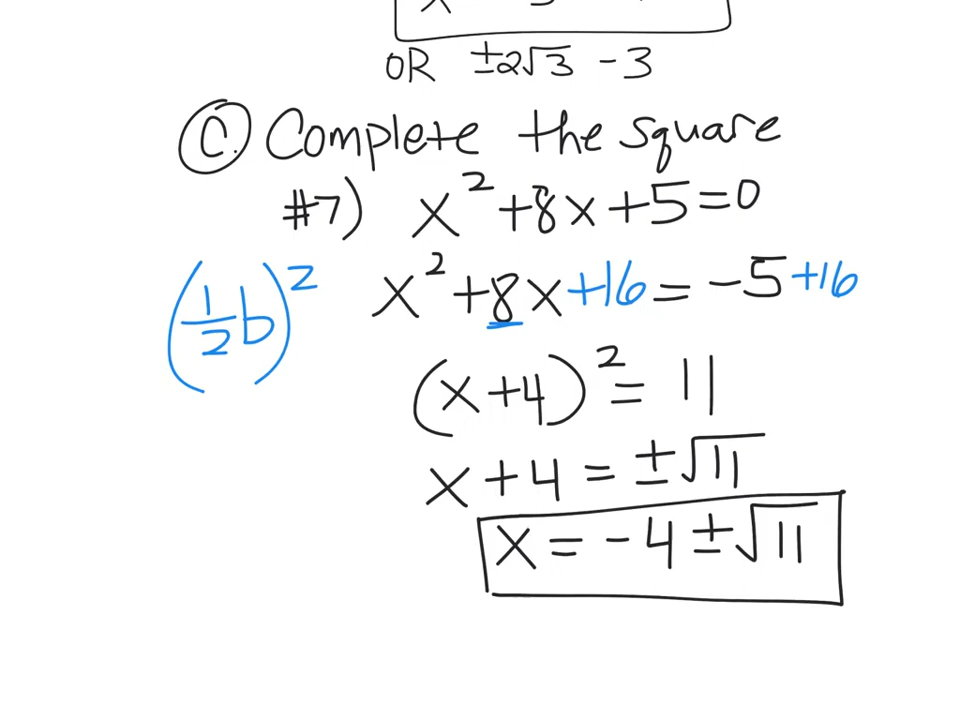 OR ±2√3 - 3
C. Complete the square
#7) x² + 8x + 5 = 0
(1/2 b)² x² + 8x + 16 = -5 + 16
(x + 4)² = 11
x + 4 = ±√11
x = -4 ± √11